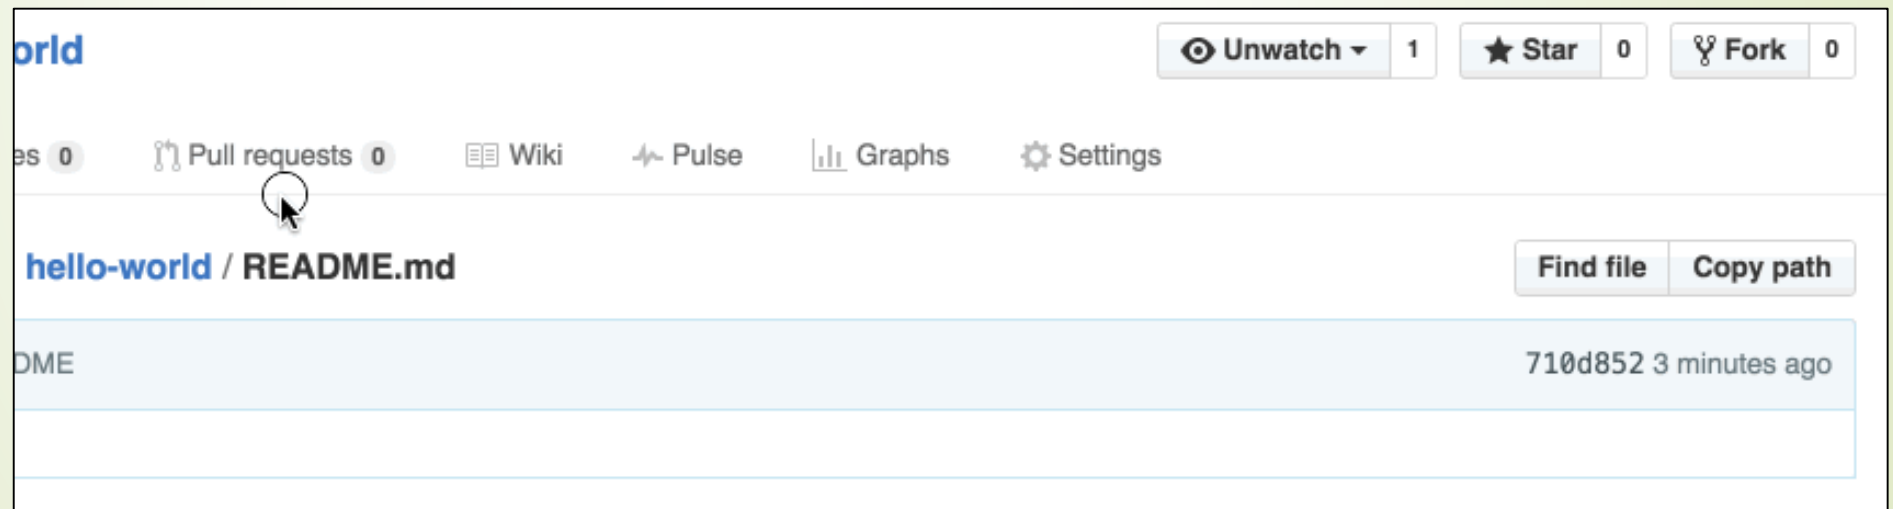 orld Unwatch 1 Star 0 Fork 0
es 0 Pull requests 0 Wiki Pulse Graphs Settings
hello-world / README.md Find file Copy path
DME 710d852 3 minutes ago